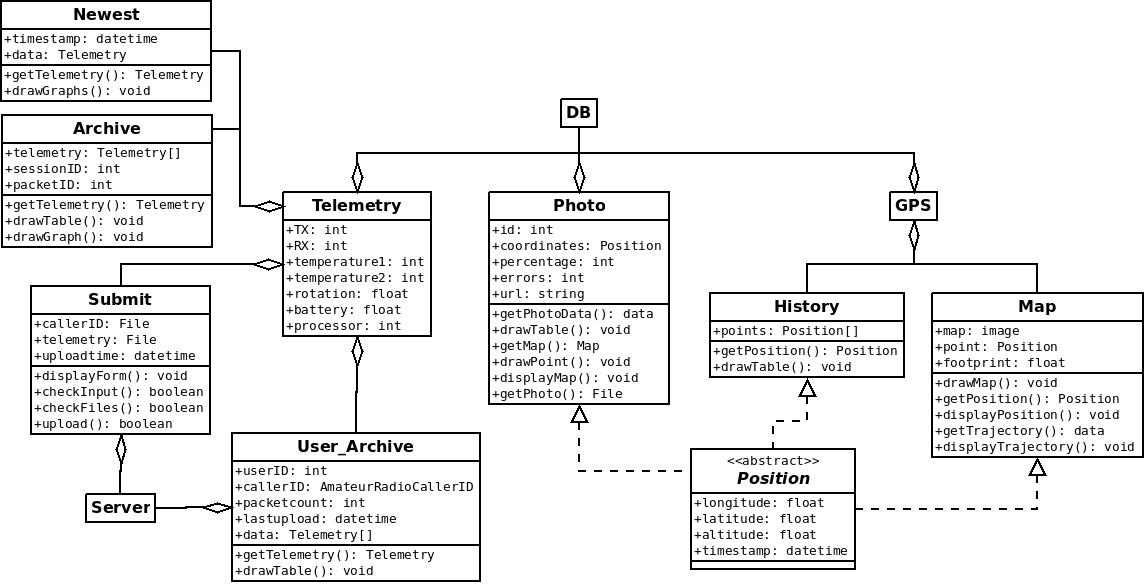 Newest
+timestamp: datetime
+data: Telemetry
+getTelemetry(): Telemetry
+drawGraphs(): void
Archive
+telemetry: Telemetry[]
+sessionID: int
+packetID: int
+getTelemetry(): Telemetry
+drawTable(): void
+drawGraph(): void
DB
Telemetry
+TX: int
+RX: int
+temperature1: int
+temperature2: int
+rotation: float
+battery: float
+processor: int
Photo
+id: int
+coordinates: Position
+percentage: int
+errors: int
+url: string
+getPhotoData(): data
+drawTable(): void
+getMap(): Map
+drawPoint(): void
+displayMap(): void
+getPhoto(): File
GPS
Submit
+callerID: File
+telemetry: File
+uploadtime: datetime
+displayForm(): void
+checkInput(): boolean
+checkFiles(): boolean
+upload(): boolean
History
+points: Position[]
+getPosition(): Position
+drawTable(): void
Map
+map: image
+point: Position
+footprint: float
+drawMap(): void
+getPosition(): Position
+displayPosition(): void
+getTrajectory(): data
+displayTrajectory(): void
Server
User_Archive
+userID: int
+callerID: AmateurRadioCallerID
+packetcount: int
+lastupload: datetime
+data: Telemetry[]
+getTelemetry(): Telemetry
+drawTable(): void
<<abstract>>
Position
+longitude: float
+latitude: float
+altitude: float
+timestamp: datetime